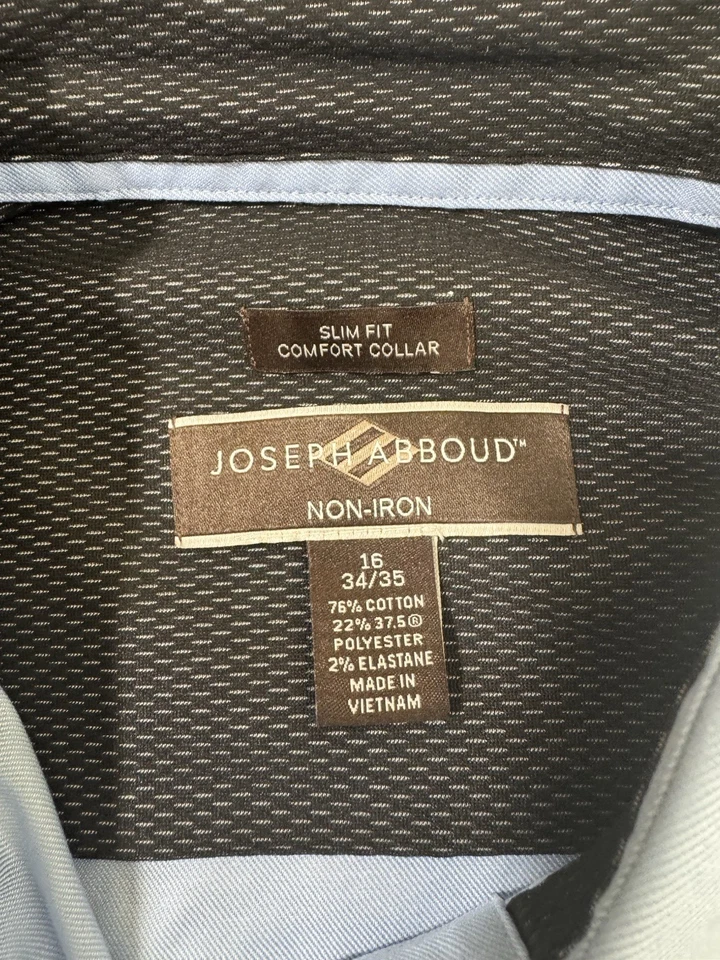 SLIM FIT
COMFORT COLLAR
JOSEPH ABBOUD™
NON-IRON
16
34/35
76% COTTON
22% 37.5®
POLYESTER
2% ELASTANE
MADE IN
VIETNAM